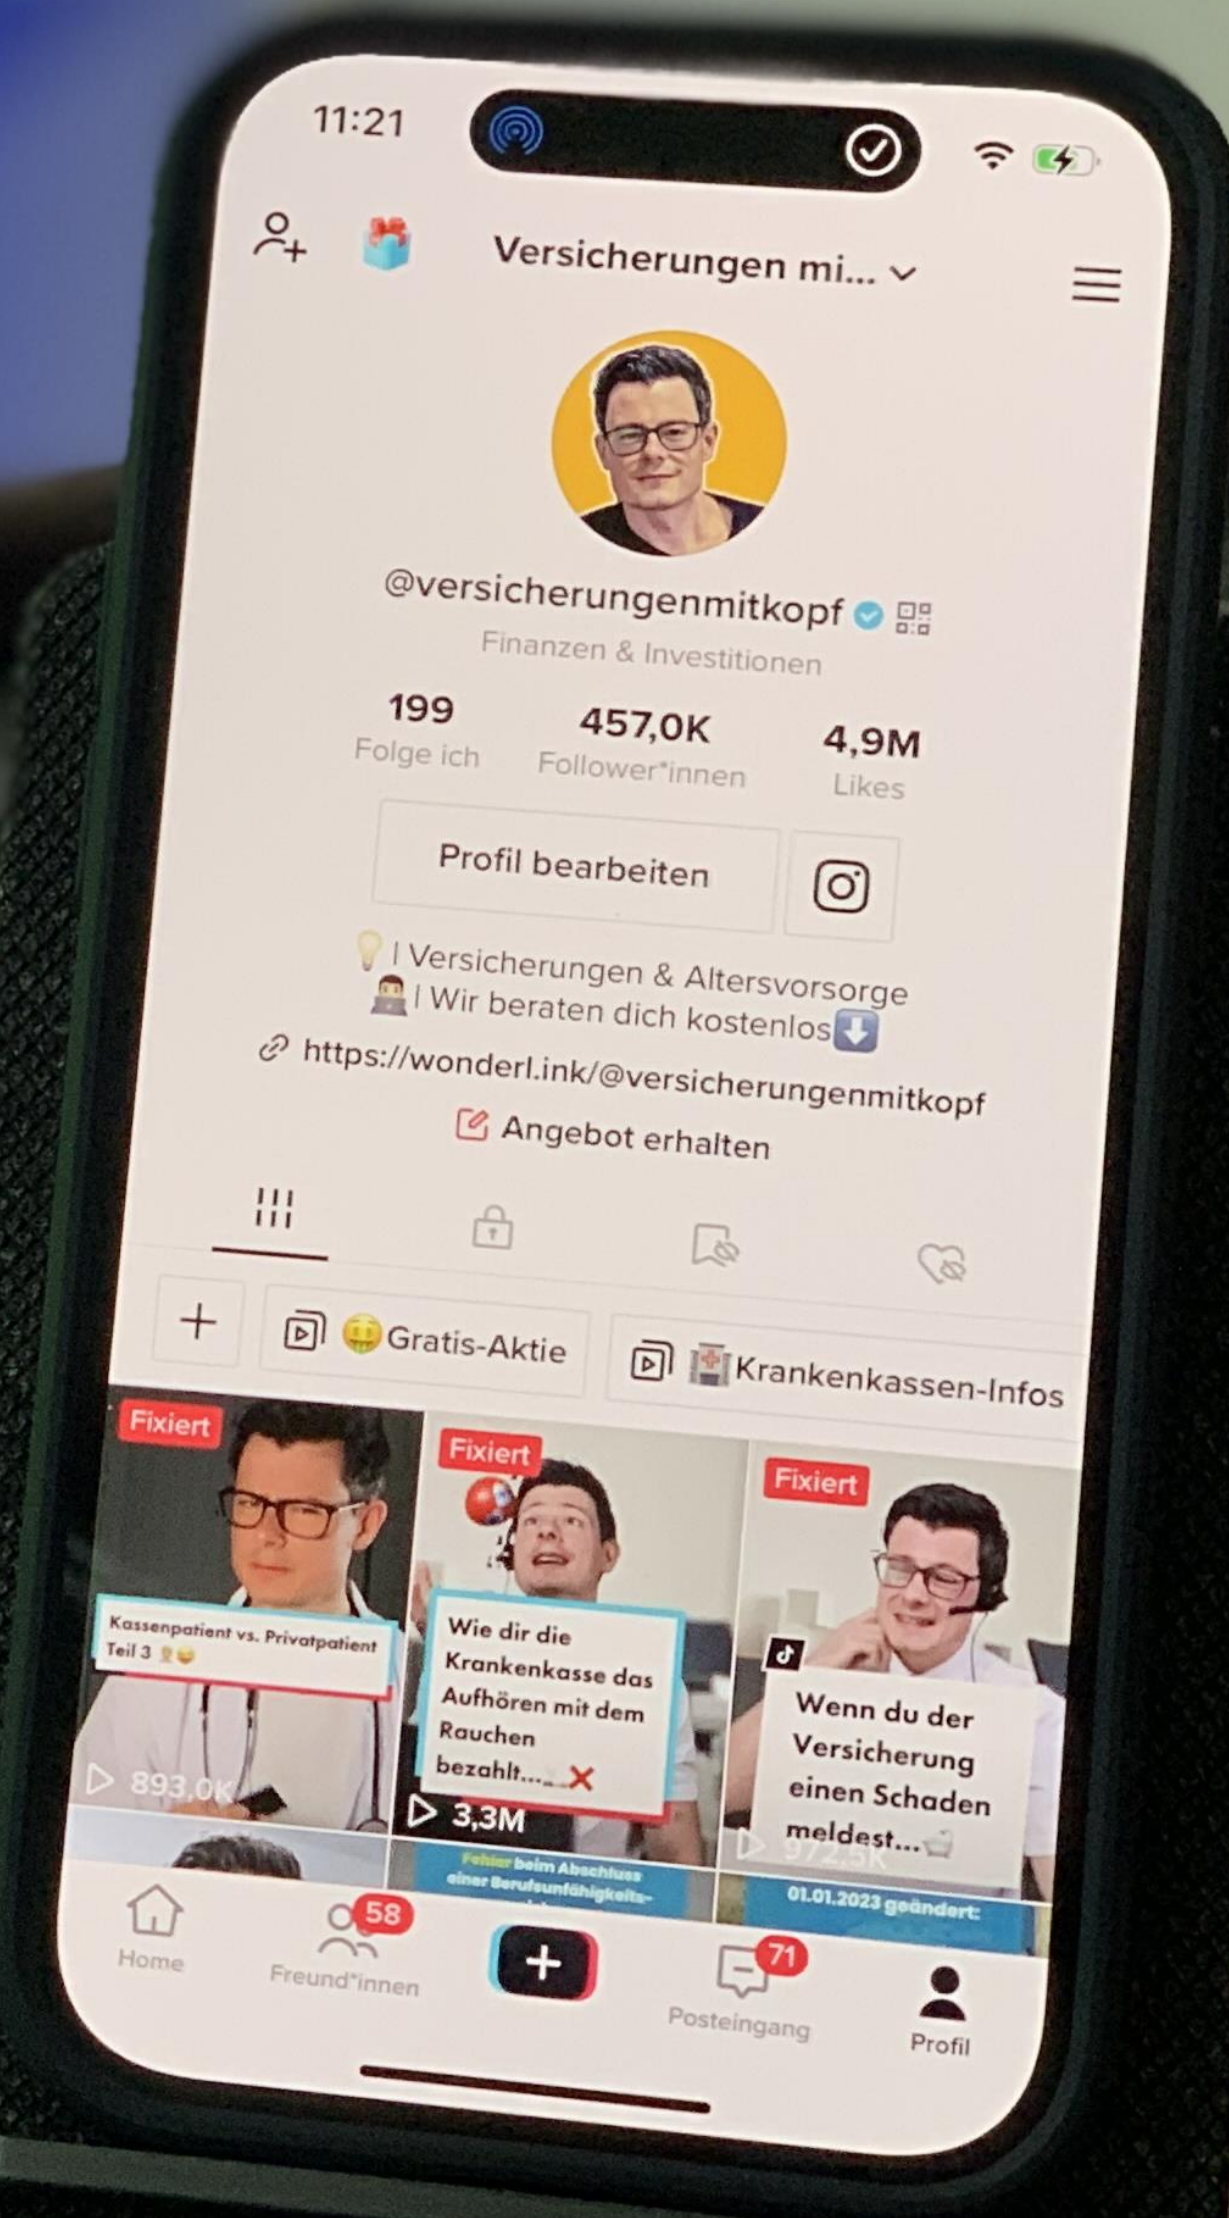 11:21
Versicherungen mi...
@versicherungenmitkopf
Finanzen & Investitionen
199
Folge ich
457,0K
Follower*innen
4,9M
Likes
Profil bearbeiten
| Versicherungen & Altersvorsorge
| Wir beraten dich kostenlos
https://wonderl.ink/@versicherungenmitkopf
Angebot erhalten
Gratis-Aktie
Krankenkassen-Infos
Fixiert
Kassenpatient vs. Privatpatient
Teil 3
893,0K
Fixiert
Wie dir die
Krankenkasse das
Aufhören mit dem
Rauchen
bezahlt...
3,3M
Fixiert
Wenn du der
Versicherung
einen Schaden
meldest...
972,5K
Fehler beim Abschluss
einer Berufsunfähigkeits-
01.01.2023 geändert:
Home
58
Freund*innen
71
Posteingang
Profil